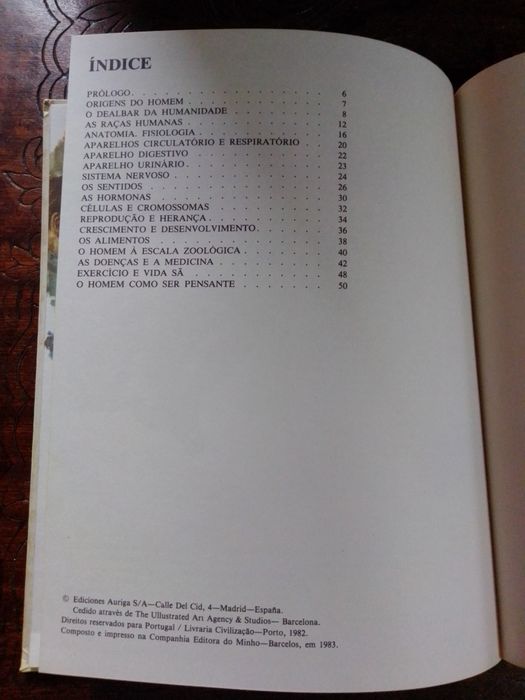 ÍNDICE
PRÓLOGO . . . . . . . . . . . . . . . 6
ORIGENS DO HOMEM . . . . . . . . . . 7
O DEALBAR DA HUMANIDADE . . . . . . . 8
AS RAÇAS HUMANAS . . . . . . . . . . 12
ANATOMIA. FISIOLOGIA . . . . . . . . . 16
APARELHOS CIRCULATÓRIO E RESPIRATÓRIO . . 20
APARELHO DIGESTIVO . . . . . . . . . . 22
APARELHO URINÁRIO . . . . . . . . . . 23
SISTEMA NERVOSO . . . . . . . . . . . 24
OS SENTIDOS . . . . . . . . . . . . . 26
AS HORMONAS . . . . . . . . . . . . . 30
CÉLULAS E CROMOSSOMAS . . . . . . . . 32
REPRODUÇÃO E HERANÇA . . . . . . . . . 34
CRESCIMENTO E DESENVOLVIMENTO . . . . . 36
OS ALIMENTOS . . . . . . . . . . . . . 38
O HOMEM À ESCALA ZOOLÓGICA . . . . . . 40
AS DOENÇAS E A MEDICINA . . . . . . . . 42
EXERCÍCIO E VIDA SÃ . . . . . . . . . . 48
O HOMEM COMO SER PENSANTE . . . . . . . 50
© Ediciones Auriga S/A—Calle Del Cid, 4—Madrid—España.
Cedido através de The Ullustrated Art Agency & Studios— Barcelona.
Direitos reservados para Portugal / Livraria Civilização—Porto, 1982.
Composto e impresso na Companhia Editora do Minho—Barcelos, em 1983.